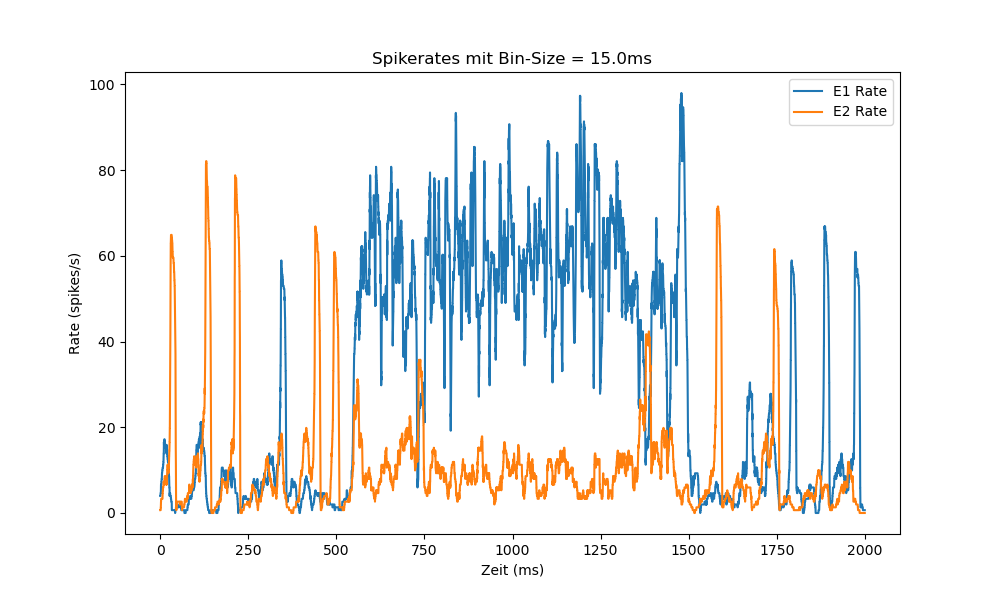 Spikerates mit Bin-Size = 15.0ms
E1 Rate
E2 Rate
100
80
60
40
20
0
Rate (spikes/s)
0 250 500 750 1000 1250 1500 1750 2000
Zeit (ms)